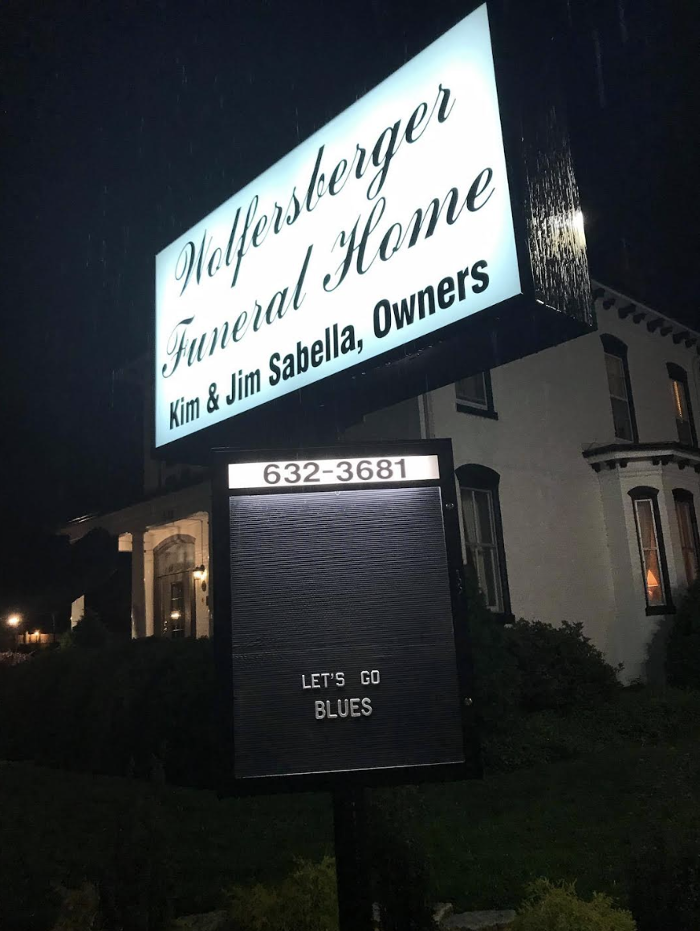 Wolfersberger
Funeral Home
Kim & Jim Sabella, Owners
632-3681
LET'S GO
BLUES